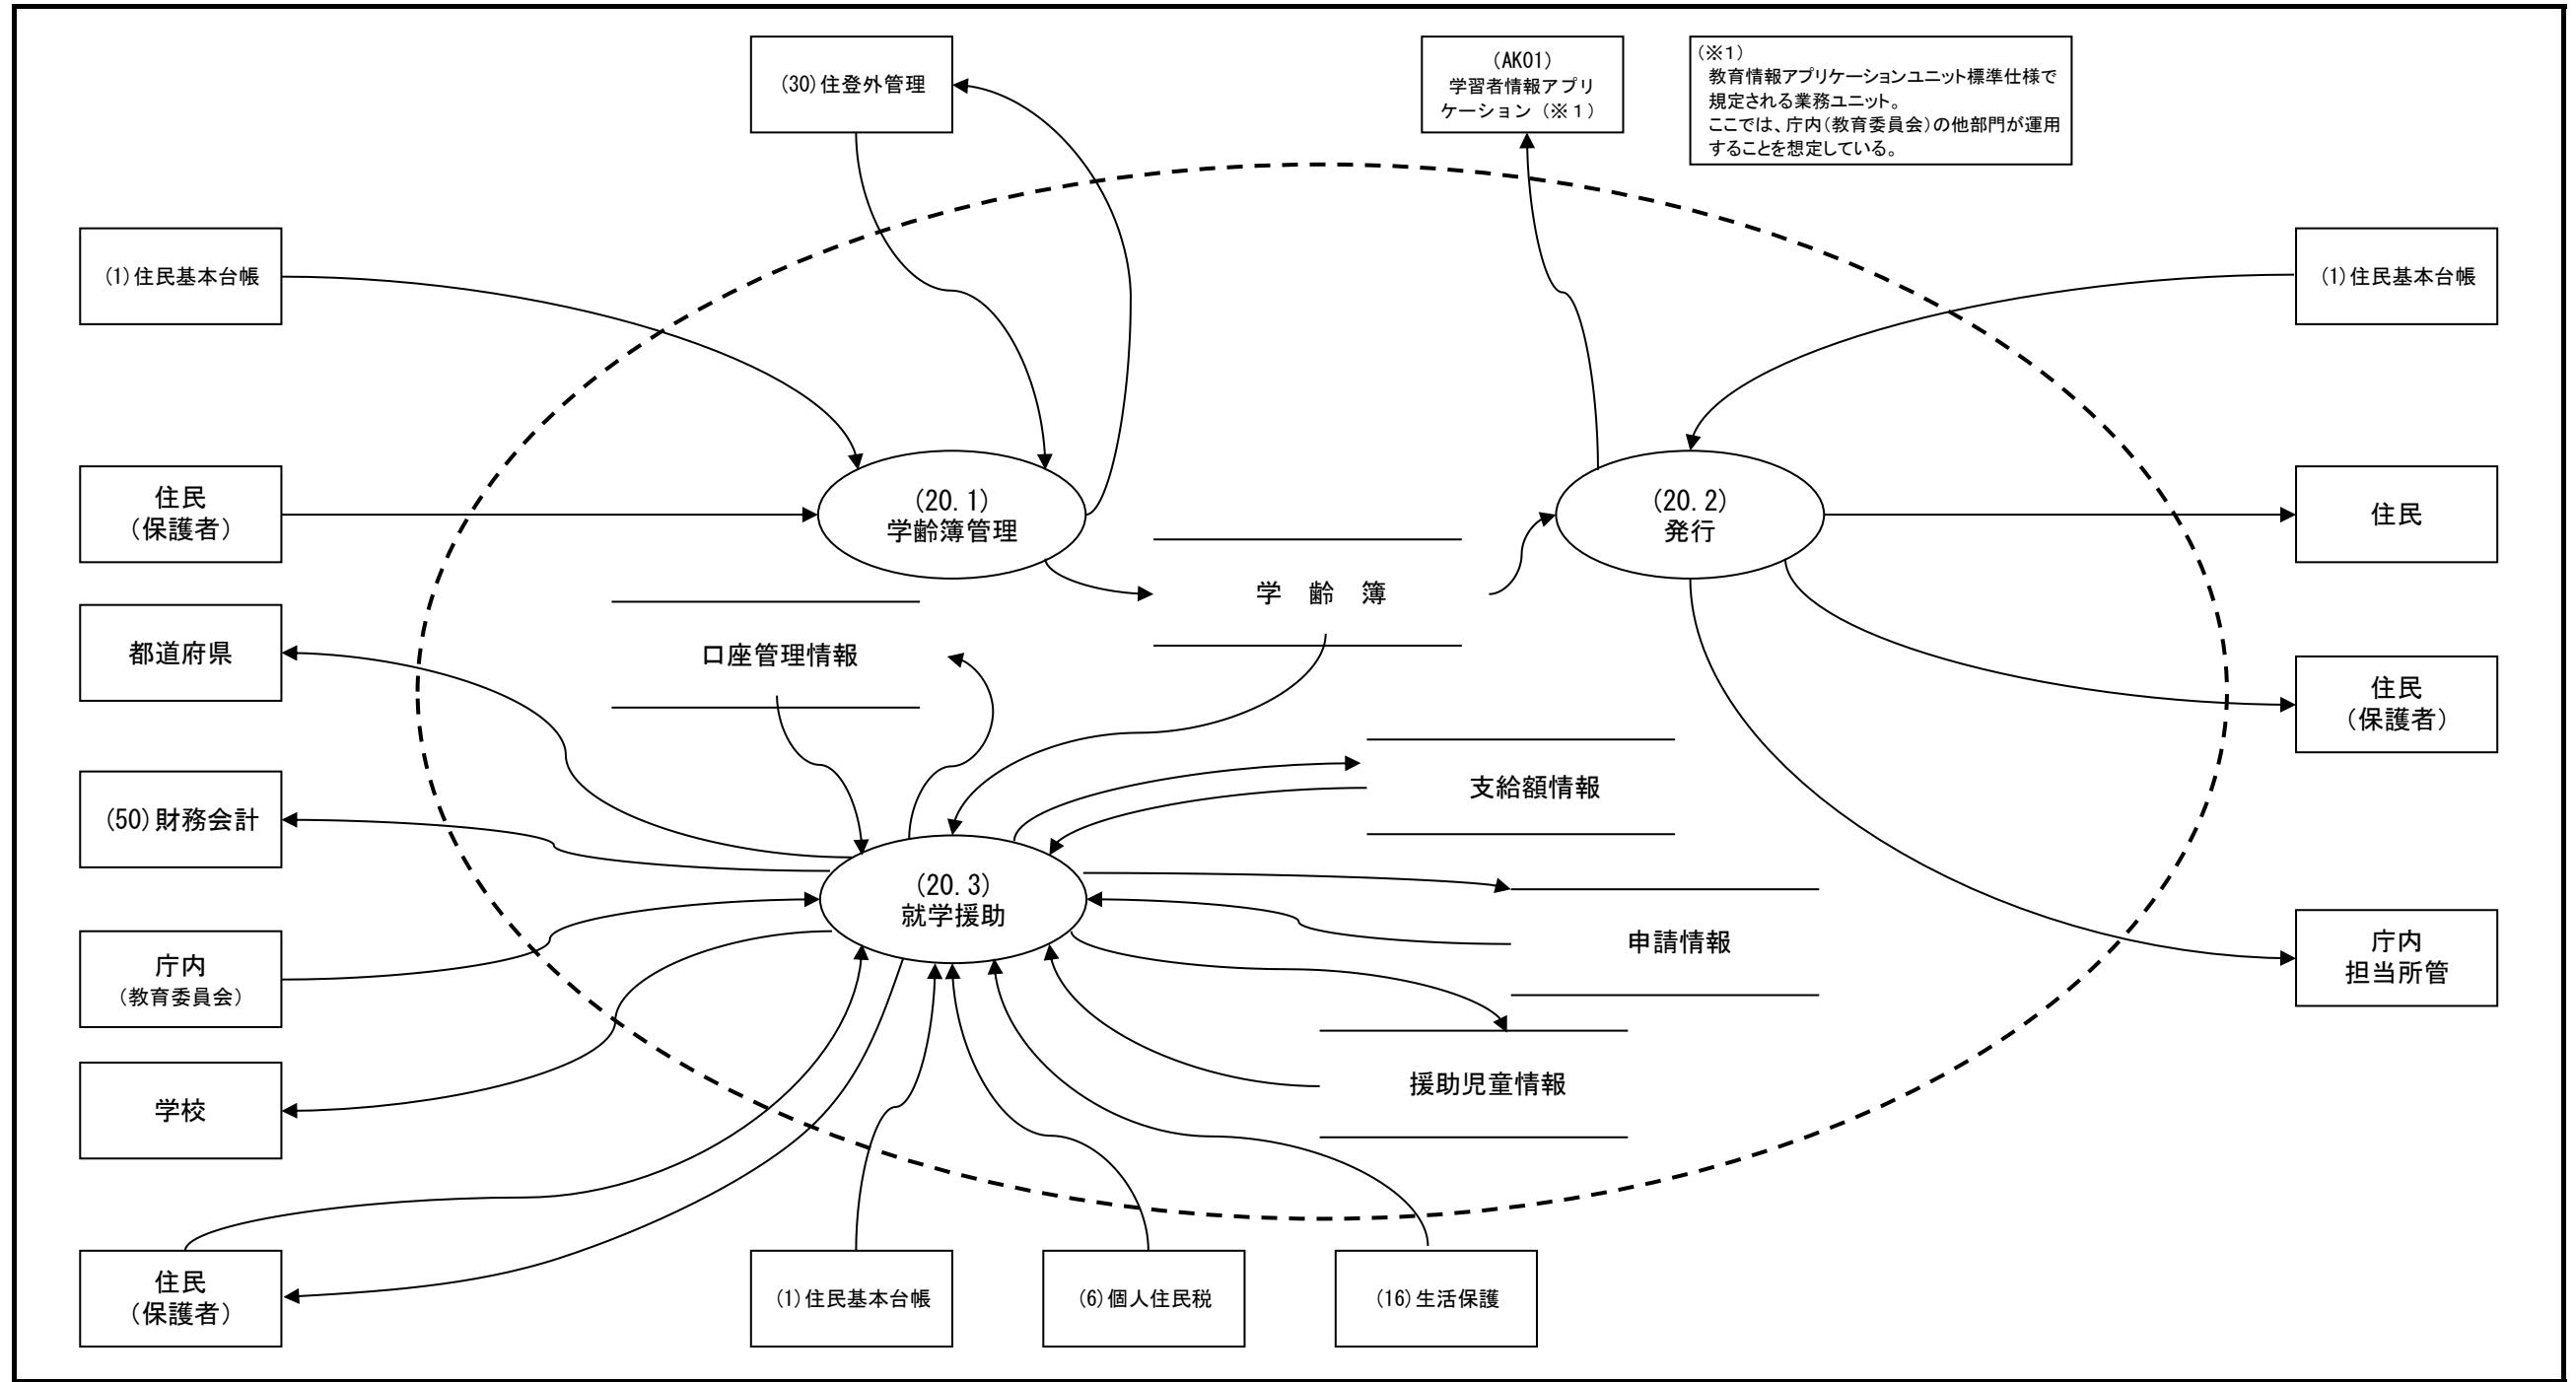 (30)住登外管理
(AK01)
学習者情報アプリ
ケーション（※１）
(※1)
教育情報アプリケーションユニット標準仕様で
規定される業務ユニット。
ここでは、庁内(教育委員会)の他部門が運用
することを想定している。
(1)住民基本台帳
(1)住民基本台帳
住民
（保護者）
(20.1)
学齢簿管理
(20.2)
発行
住民
学　齢　簿
都道府県
口座管理情報
住民
（保護者）
支給額情報
(50)財務会計
(20.3)
就学援助
申請情報
庁内
（教育委員会）
庁内
担当所管
援助児童情報
学校
住民
（保護者）
(1)住民基本台帳
(6)個人住民税
(16)生活保護